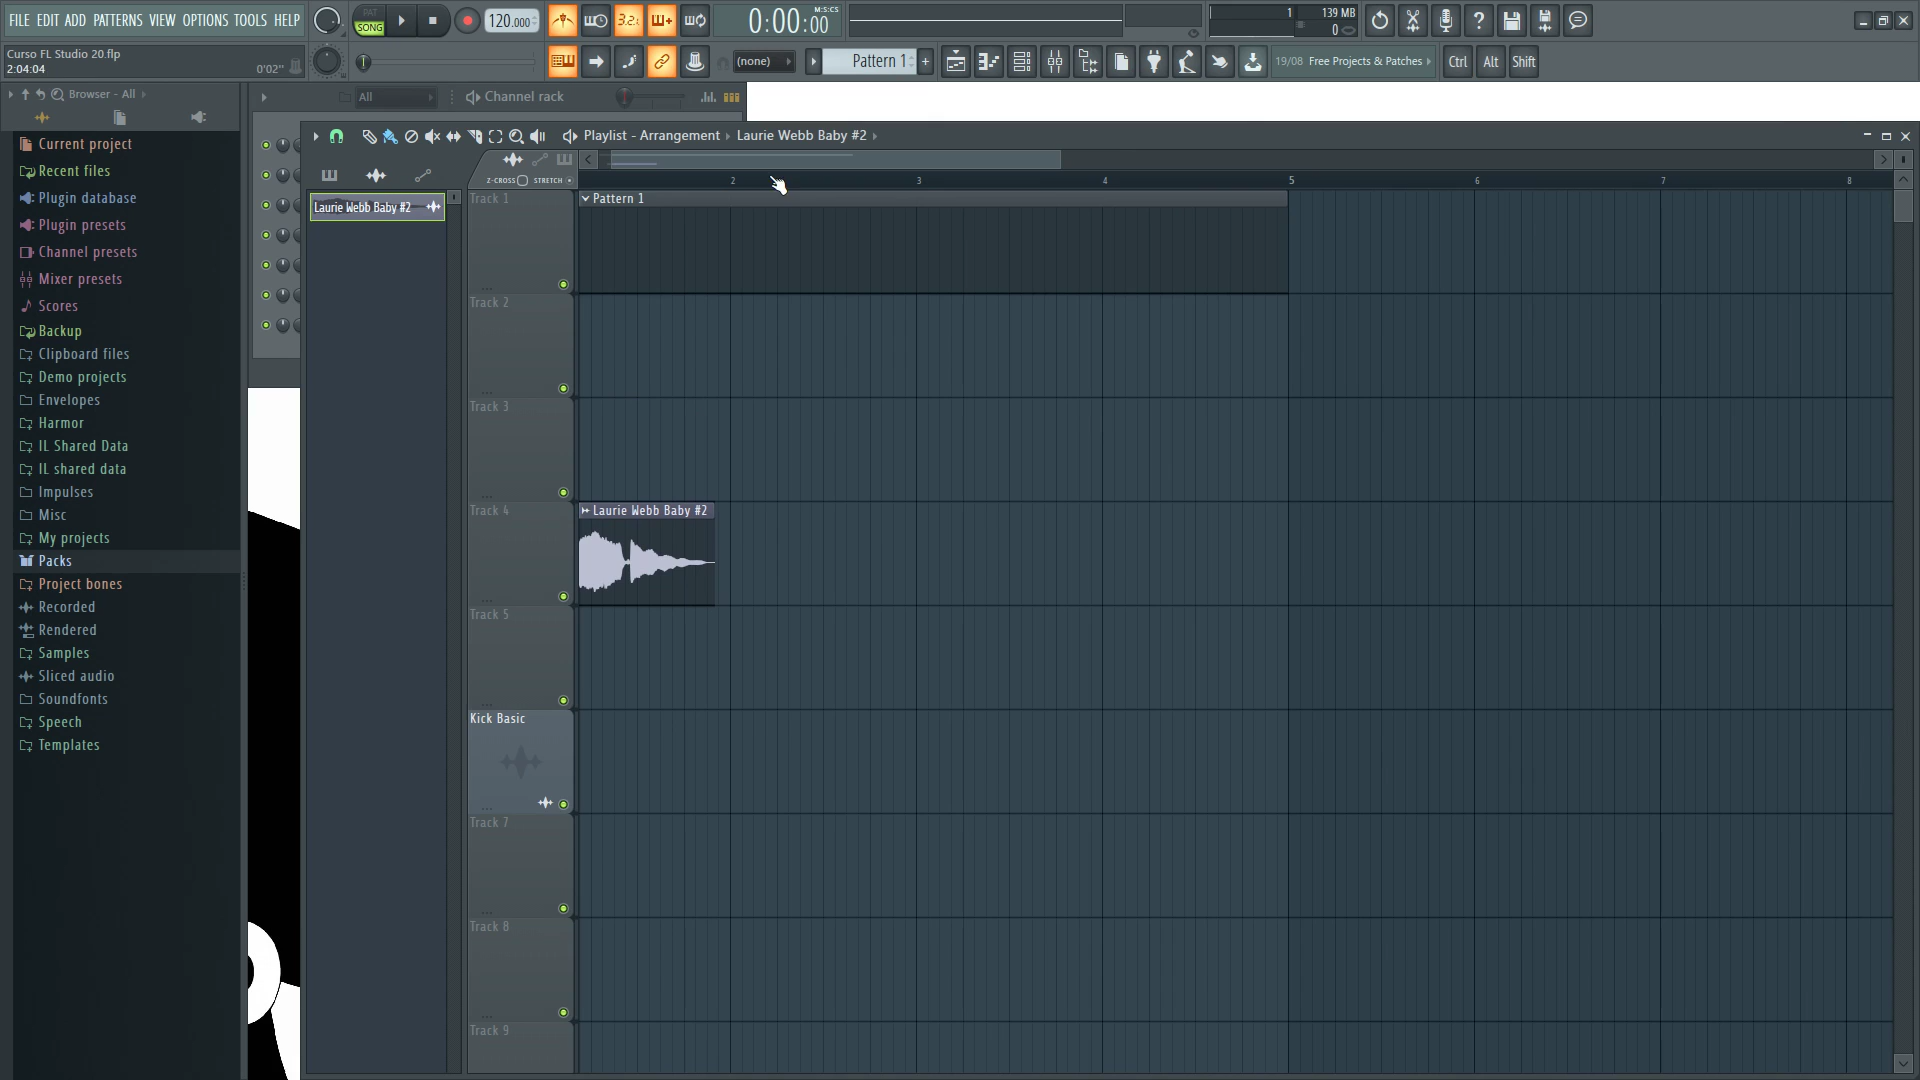 FILE EDIT ADD PATTERNS VIEW OPTIONS TOOLS HELP
PAT
SONG
120.000
3.2.
0:00:00
M:S:CS
1
139 MB
0
Curso FL Studio 20.flp
2:04:04
0'02"
(none)
Pattern 1
+
19/08 Free Projects & Patches
Ctrl
Alt
Shift
Browser - All
All
Channel rack
Current project
Recent files
Plugin database
Plugin presets
Channel presets
Mixer presets
Scores
Backup
Clipboard files
Demo projects
Envelopes
Harmor
IL Shared Data
IL shared data
Impulses
Misc
My projects
Packs
Project bones
Recorded
Rendered
Samples
Sliced audio
Soundfonts
Speech
Templates
Playlist - Arrangement › Laurie Webb Baby #2 ›
Z-CROSS
STRETCH
2
3
4
5
6
7
8
Laurie Webb Baby #2
Track 1
Pattern 1
Track 2
Track 3
Track 4
Laurie Webb Baby #2
Track 5
Kick Basic
Track 7
Track 8
Track 9